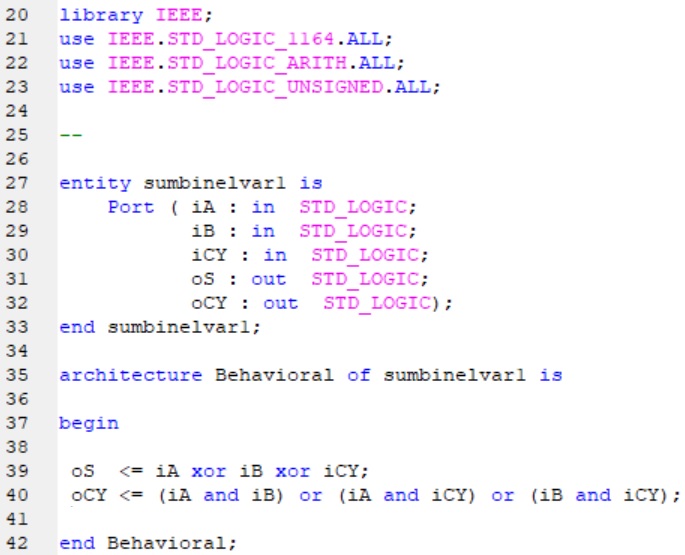 20 library IEEE;
21 use IEEE.STD_LOGIC_1164.ALL;
22 use IEEE.STD_LOGIC_ARITH.ALL;
23 use IEEE.STD_LOGIC_UNSIGNED.ALL;
24
25 --
26
27 entity sumbinelvar1 is
28     Port ( iA : in  STD_LOGIC;
29            iB : in  STD_LOGIC;
30            iCY : in  STD_LOGIC;
31            oS : out  STD_LOGIC;
32            oCY : out  STD_LOGIC);
33 end sumbinelvar1;
34
35 architecture Behavioral of sumbinelvar1 is
36
37 begin
38
39  oS  <= iA xor iB xor iCY;
40  oCY <= (iA and iB) or (iA and iCY) or (iB and iCY);
41
42 end Behavioral;